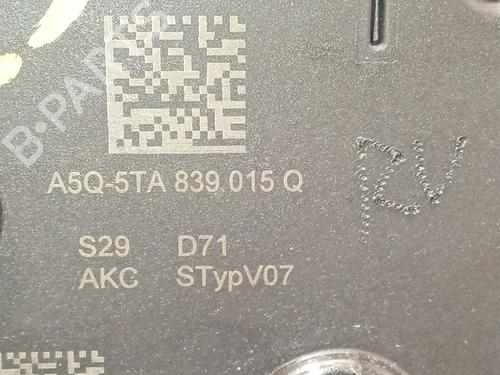 B-PARTS
A5Q-5TA 839 015 Q
S29 D71
AKC STypV07